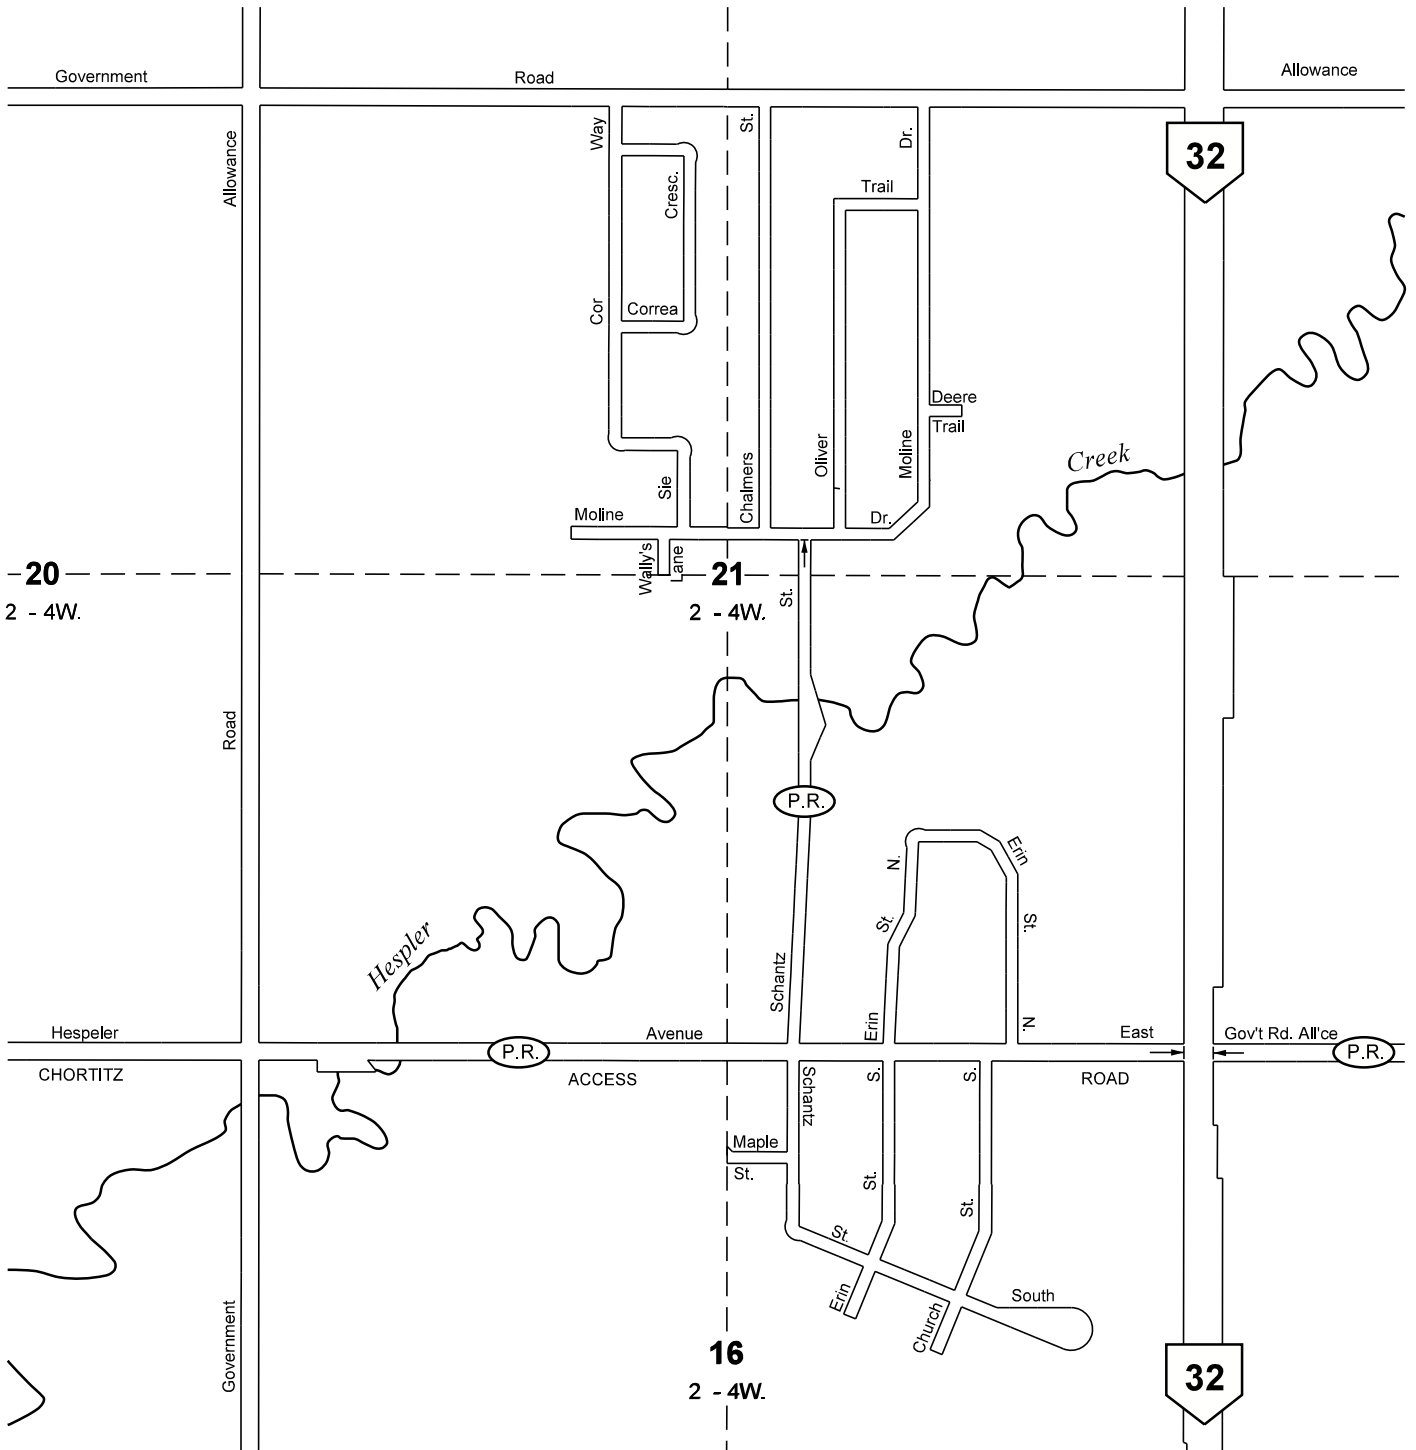 Government Road Allowance
Allowance
Way
St.
Dr.
32
Trail
Cresc.
Cor
Correa
Deere
Trail
Creek
Oliver
Moline
Chalmers
Sie
Moline
Dr.
Wally's
Lane
20
2 - 4W.
21
2 - 4W.
St.
Road
P.R.
Erin
N.
St.
St.
Hespler
Schantz
Erin
N.
Hespeler
Avenue
East
Gov't Rd. All'ce
P.R.
P.R.
CHORTITZ
ACCESS
ROAD
Schantz
S.
S.
Maple
St.
St.
St.
St.
South
Erin
Church
Government
16
2 - 4W.
32